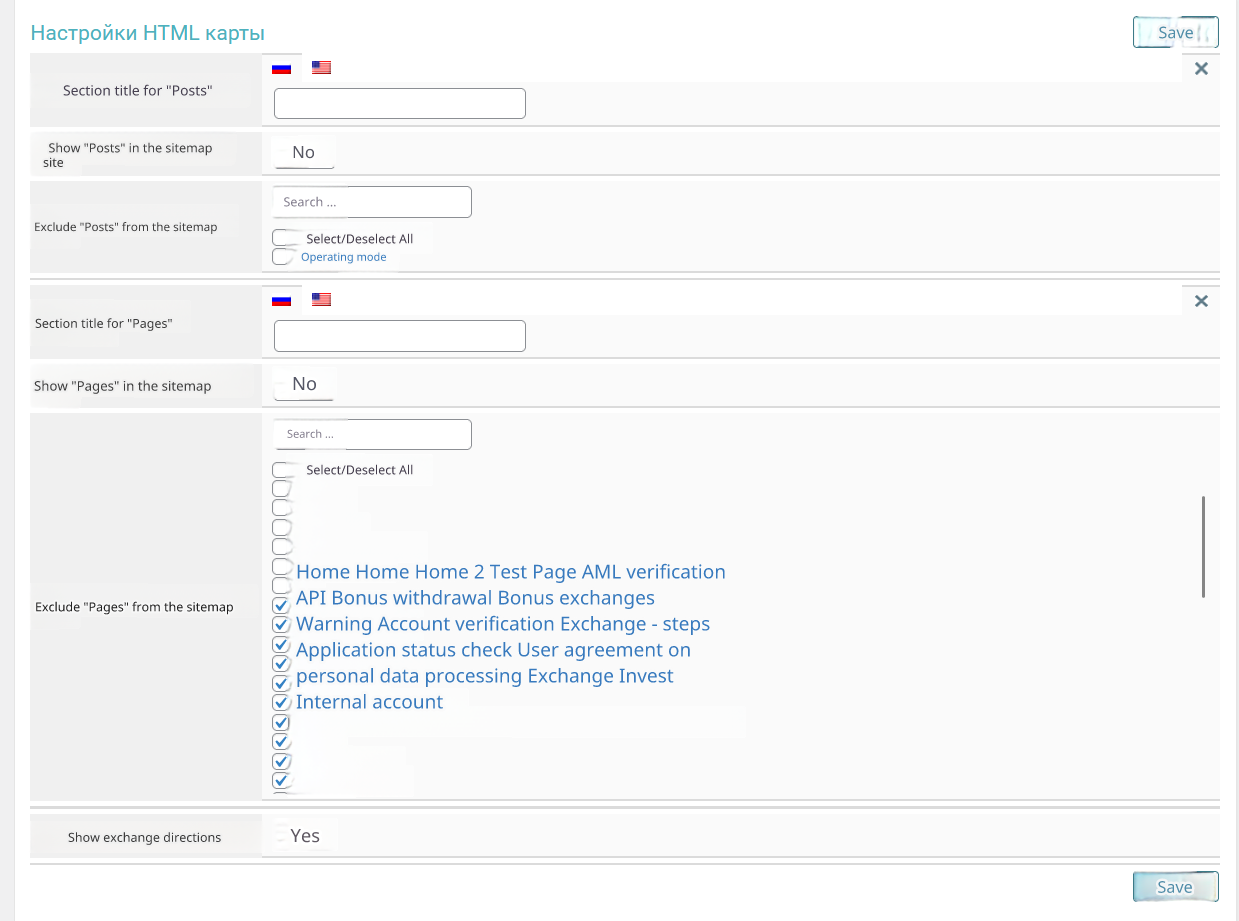 Настройки HTML карты
Save
Section title for "Posts"
Show "Posts" in the sitemap
site
No
Exclude "Posts" from the sitemap
Search ...
Select/Deselect All
Operating mode
Section title for "Pages"
Show "Pages" in the sitemap
No
Exclude "Pages" from the sitemap
Search ...
Select/Deselect All
Home Home Home 2 Test Page AML verification
API Bonus withdrawal Bonus exchanges
Warning Account verification Exchange - steps
Application status check User agreement on
personal data processing Exchange Invest
Internal account
Show exchange directions
Yes
Save